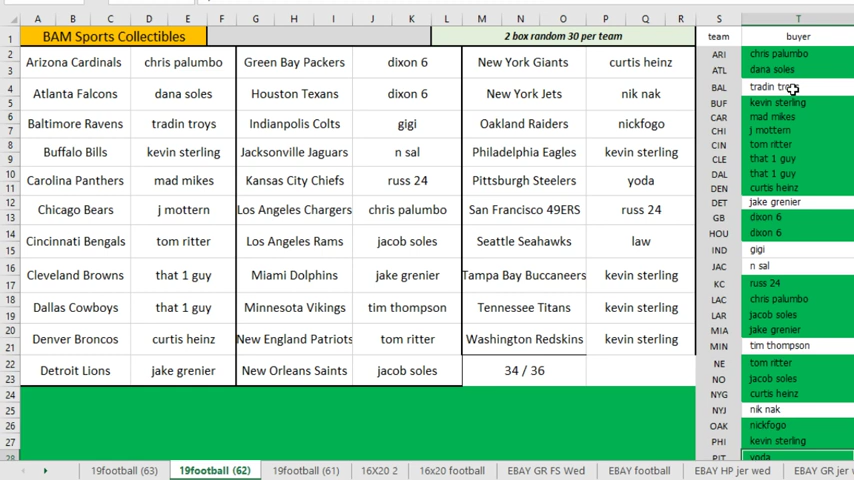 A B C D E F G H I J K L M N O P Q R S T
1 BAM Sports Collectibles 2 box random 30 per team team buyer
2 Arizona Cardinals chris palumbo Green Bay Packers dixon 6 New York Giants curtis heinz ARI chris palumbo
3 ATL dana soles
4 Atlanta Falcons dana soles Houston Texans dixon 6 New York Jets nik nak BAL tradin troys
5 BUF kevin sterling
6 Baltimore Ravens tradin troys Indianpolis Colts gigi Oakland Raiders nickfogo CAR mad mikes
7 CHI j mottern
8 Buffalo Bills kevin sterling Jacksonville Jaguars n sal Philadelphia Eagles kevin sterling CIN tom ritter
9 CLE that 1 guy
10 Carolina Panthers mad mikes Kansas City Chiefs russ 24 Pittsburgh Steelers yoda DAL that 1 guy
11 DEN curtis heinz
12 Chicago Bears j mottern Los Angeles Chargers chris palumbo San Francisco 49ERS russ 24 DET jake grenier
13 GB dixon 6
14 Cincinnati Bengals tom ritter Los Angeles Rams jacob soles Seattle Seahawks law HOU dixon 6
15 IND gigi
16 Cleveland Browns that 1 guy Miami Dolphins jake grenier Tampa Bay Buccaneers kevin sterling JAC n sal
17 KC russ 24
18 Dallas Cowboys that 1 guy Minnesota Vikings tim thompson Tennessee Titans kevin sterling LAC chris palumbo
19 LAR jacob soles
20 Denver Broncos curtis heinz New England Patriots tom ritter Washington Redskins kevin sterling MIA jake grenier
21 MIN tim thompson
22 Detroit Lions jake grenier New Orleans Saints jacob soles 34 / 36 NE tom ritter
23 NO jacob soles
24 NYG curtis heinz
25 NYJ nik nak
26 OAK nickfogo
27 PHI kevin sterling
28 PIT yoda
19football (63) 19football (62) 19football (61) 16X20 2 16x20 football EBAY GR FS Wed EBAY football EBAY HP jer wed EBAY GR jer